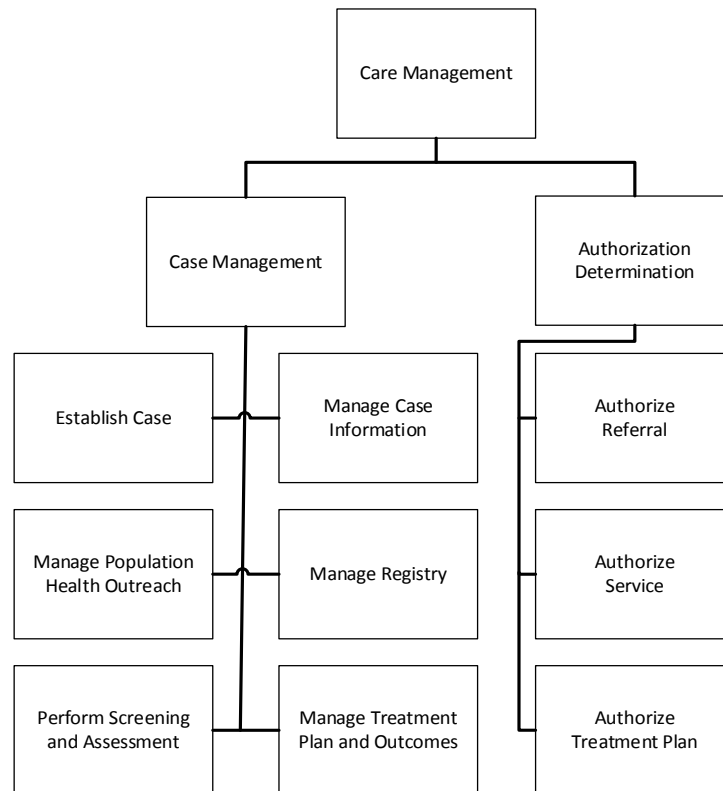 Care Management
Case Management
Authorization
Determination
Establish Case
Manage Case
Information
Authorize
Referral
Manage Population
Health Outreach
Manage Registry
Authorize
Service
Perform Screening
and Assessment
Manage Treatment
Plan and Outcomes
Authorize
Treatment Plan